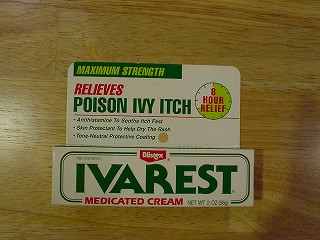 MAXIMUM STRENGTH
RELIEVES
POISON IVY ITCH
8
HOUR
RELIEF
• Antihistamine To Soothe Itch Fast
• Skin Protectant To Help Dry The Rash
• Tone-Neutral Protective Coating
Blistex
IVAREST
MEDICATED CREAM
NET WT 2 OZ (56g)